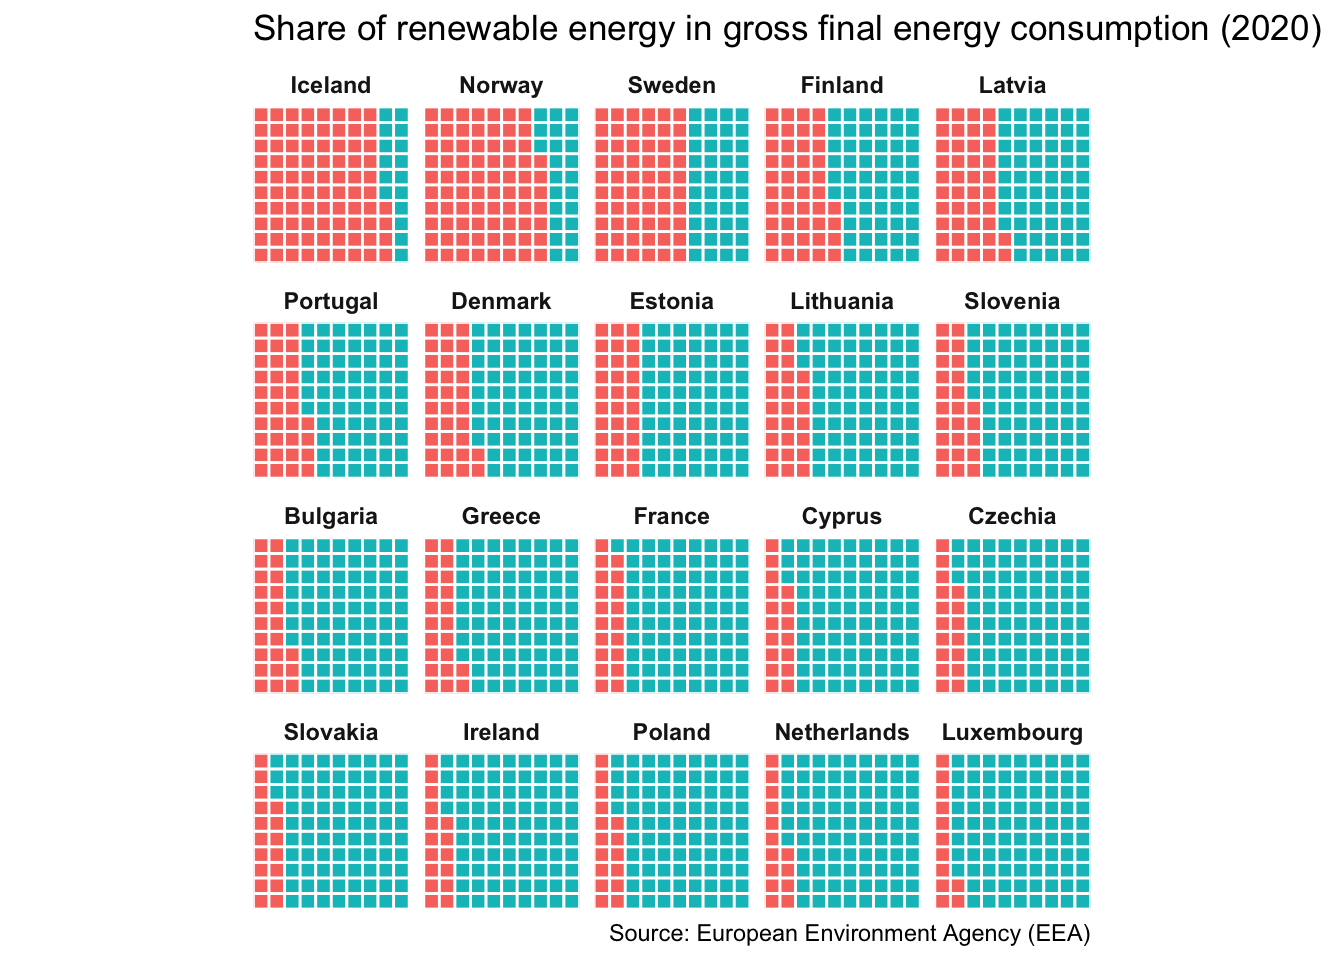 Share of renewable energy in gross final energy consumption (2020)
Iceland Norway Sweden Finland Latvia
Portugal Denmark Estonia Lithuania Slovenia
Bulgaria Greece France Cyprus Czechia
Slovakia Ireland Poland Netherlands Luxembourg
Source: European Environment Agency (EEA)